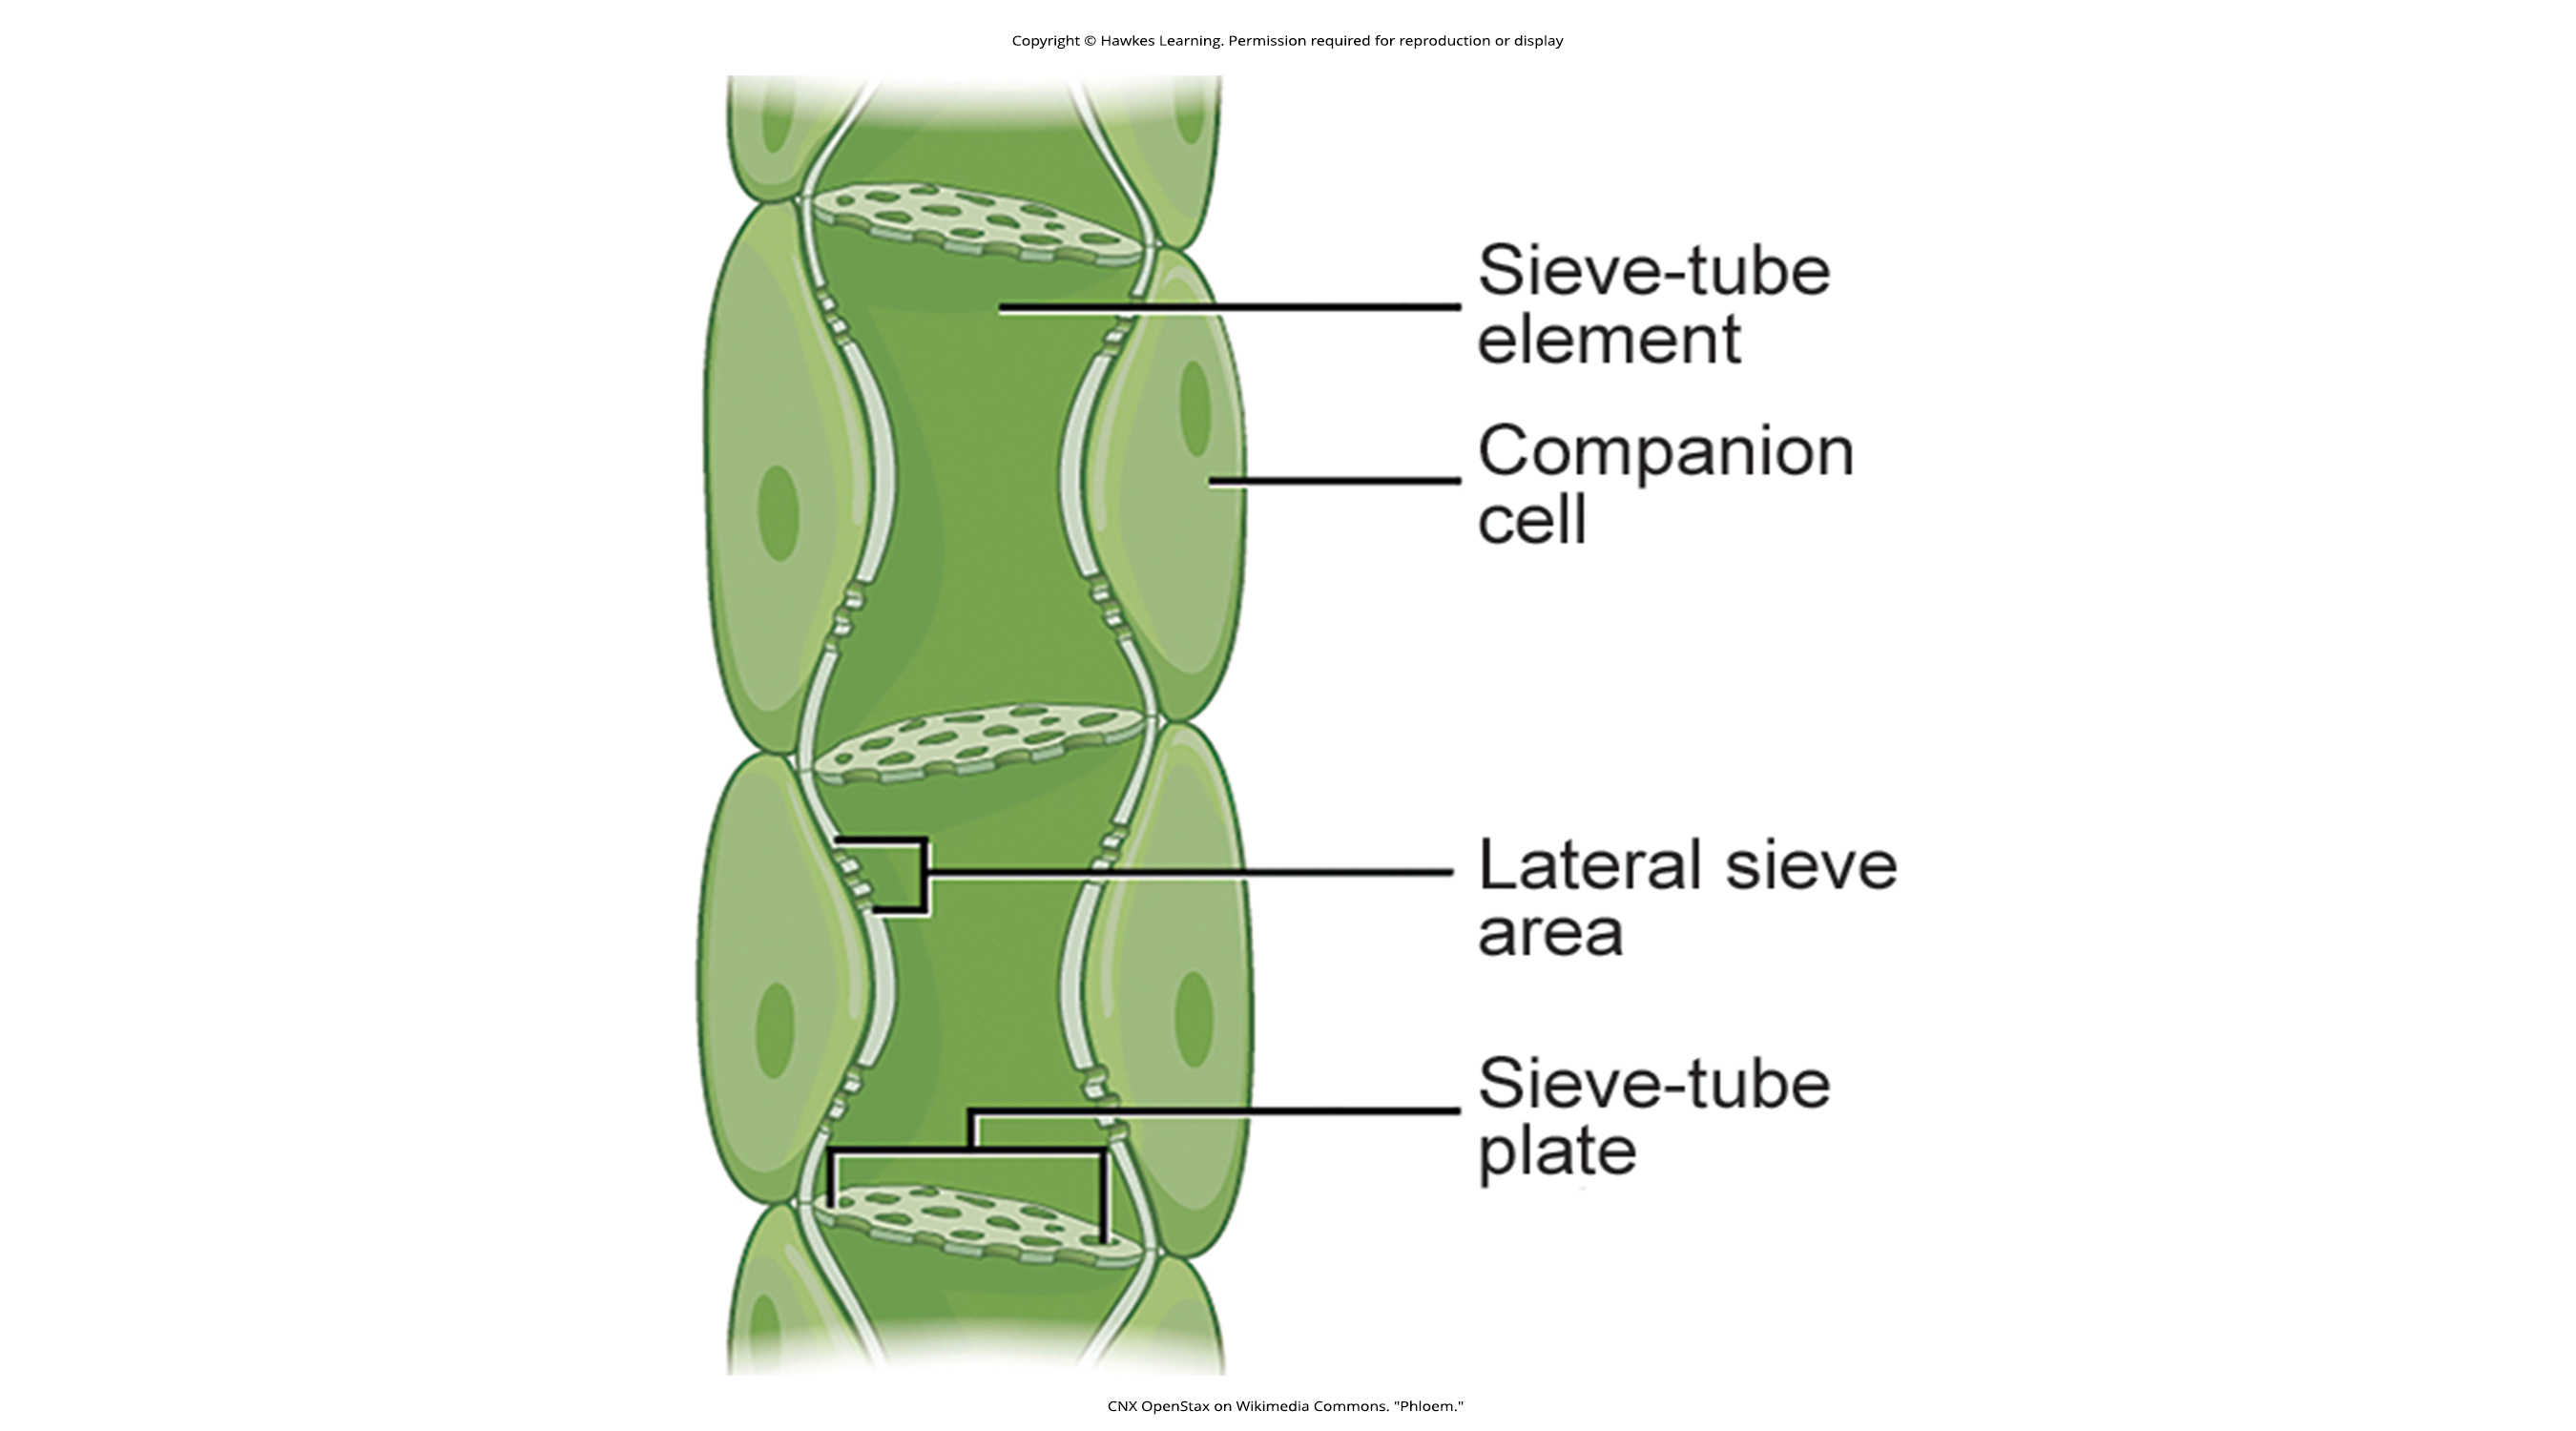 Copyright © Hawkes Learning. Permission required for reproduction or display
Sieve-tube
element
Companion
cell
Lateral sieve
area
Sieve-tube
plate
CNX OpenStax on Wikimedia Commons. "Phloem."